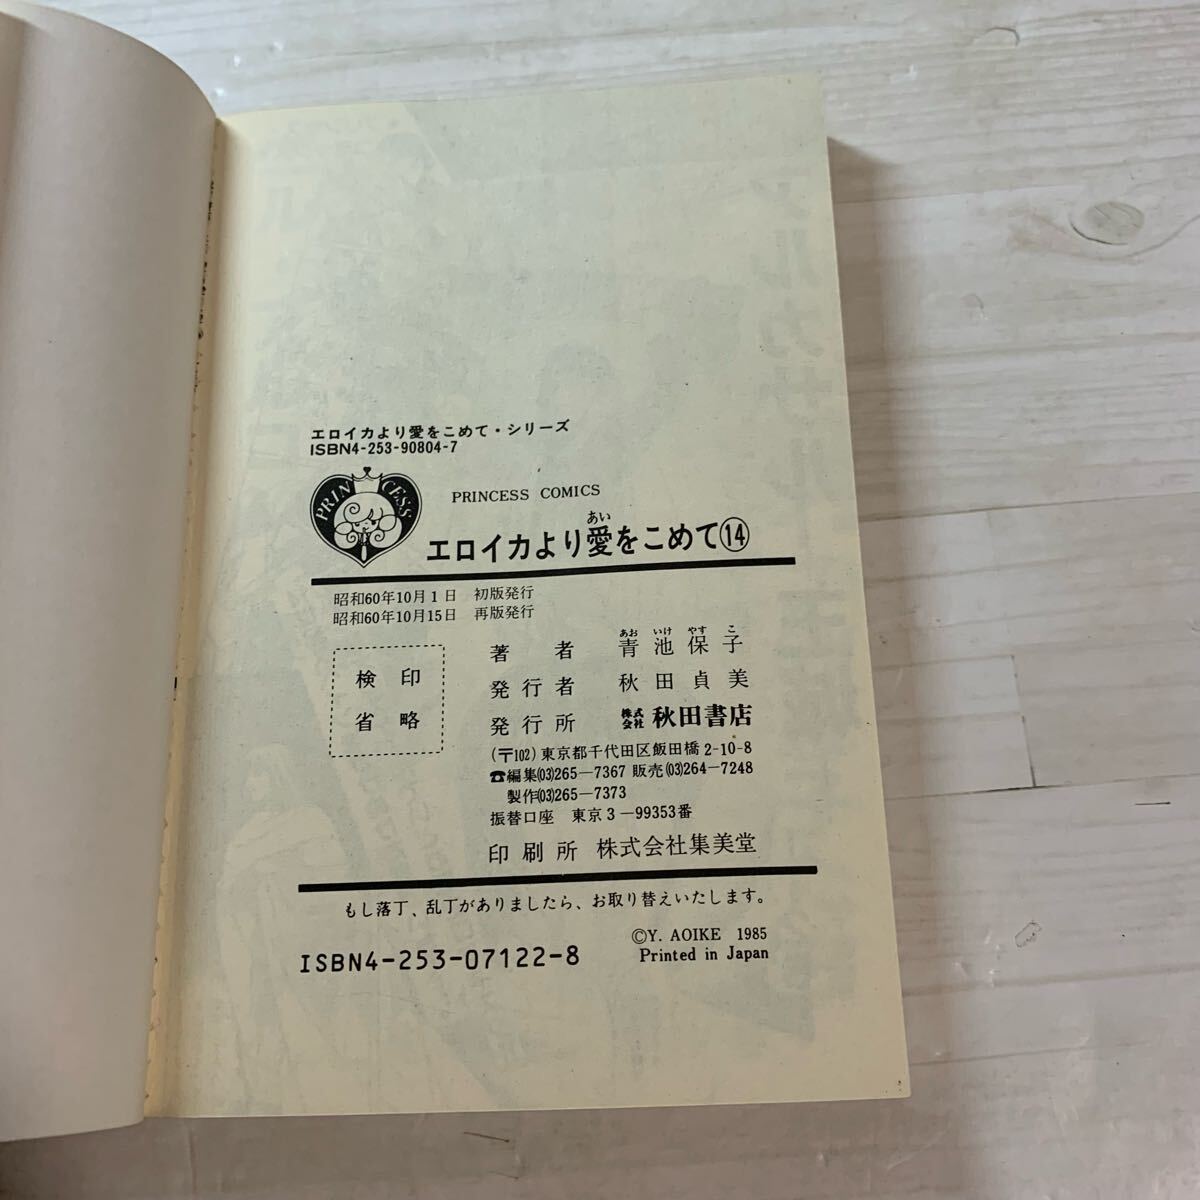 エロイカより愛をこめて・シリーズ
ISBN4-253-90804-7
PRINCESS
PRINCESS COMICS
エロイカより愛をこめて⑭
あい
昭和60年10月1日 初版発行
昭和60年10月15日 再版発行
検印
省略
あお いけ やす こ
著者 青池保子
発行者 秋田貞美
発行所 株式会社 秋田書店
(〒102)東京都千代田区飯田橋2-10-8
☎編集(03)265-7367 販売(03)264-7248
製作(03)265-7373
振替口座 東京3-99353番
印刷所 株式会社集美堂
もし落丁、乱丁がありましたら、お取り替えいたします。
ISBN4-253-07122-8
©Y. AOIKE 1985
Printed in Japan